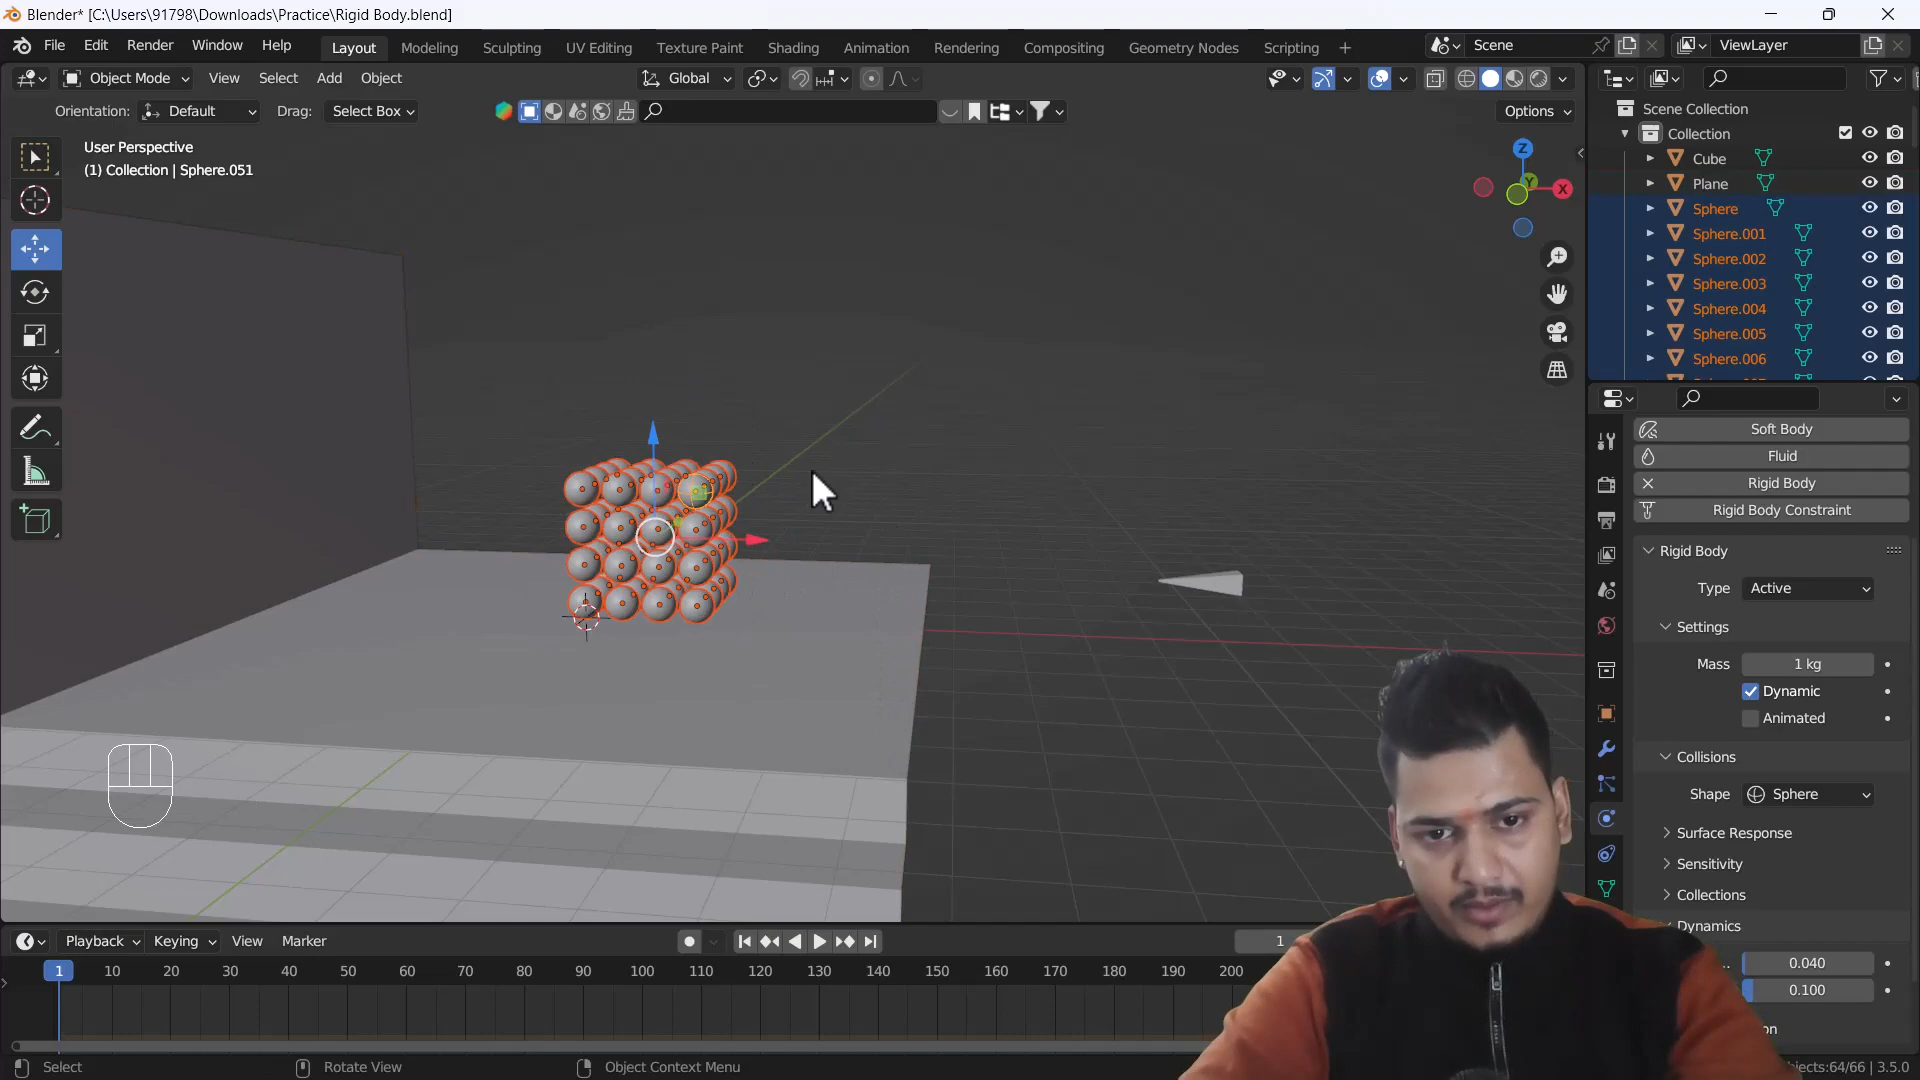 Blender* [C:\Users\91798\Downloads\Practice\Rigid Body.blend]
File Edit Render Window Help Layout Modeling Sculpting UV Editing Texture Paint Shading Animation Rendering Compositing Geometry Nodes Scripting + Scene ViewLayer
Object Mode View Select Add Object Global
Orientation: Default Drag: Select Box Options
User Perspective
(1) Collection | Sphere.051
Z
Y
X
Scene Collection
Collection
Cube
Plane
Sphere
Sphere.001
Sphere.002
Sphere.003
Sphere.004
Sphere.005
Sphere.006
Soft Body
Fluid
Rigid Body
Rigid Body Constraint
Rigid Body
Type Active
Settings
Mass 1 kg
Dynamic
Animated
Collisions
Shape Sphere
Surface Response
Sensitivity
Collections
Dynamics
0.040
0.100
Playback Keying View Marker 1
1 10 20 30 40 50 60 70 80 90 100 110 120 130 140 150 160 170 180 190 200
Select Rotate View Object Context Menu jects:64/66 | 3.5.0